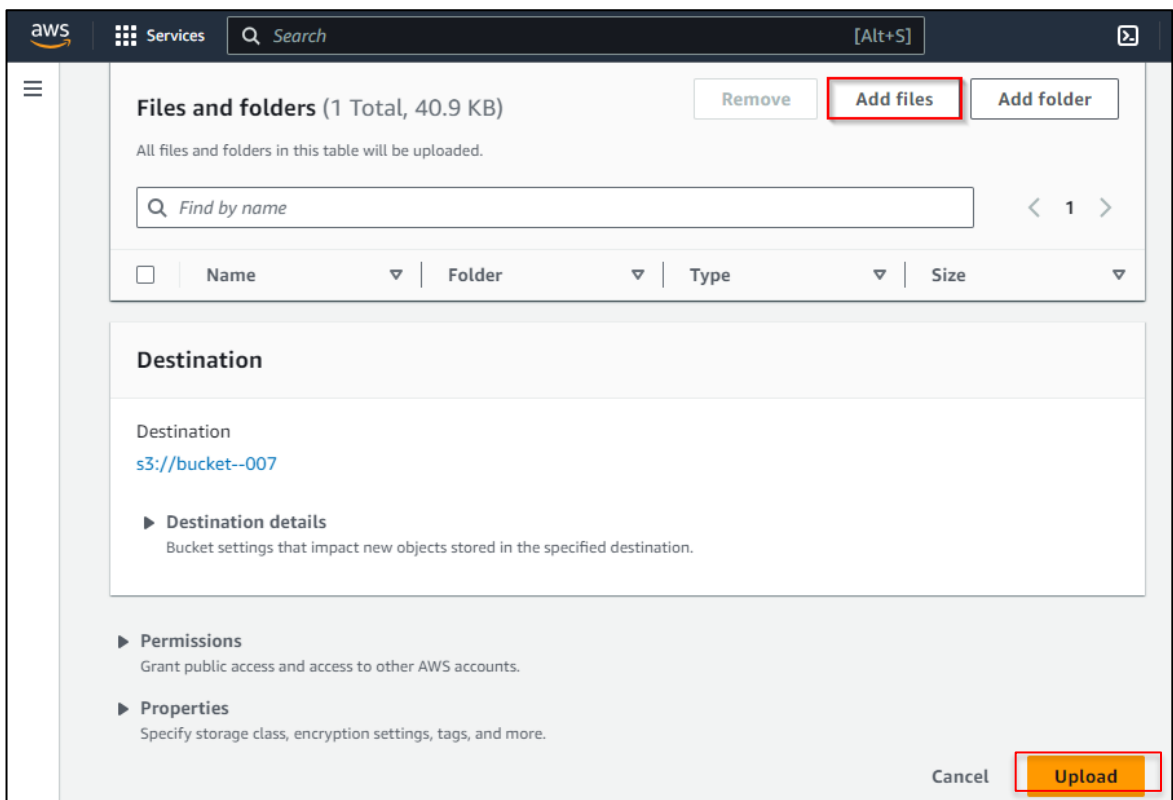 aws Services Search [Alt+S]
Files and folders (1 Total, 40.9 KB) Remove Add files Add folder
All files and folders in this table will be uploaded.
Find by name 1
Name Folder Type Size
Destination
Destination
s3://bucket--007
Destination details
Bucket settings that impact new objects stored in the specified destination.
Permissions
Grant public access and access to other AWS accounts.
Properties
Specify storage class, encryption settings, tags, and more.
Cancel Upload